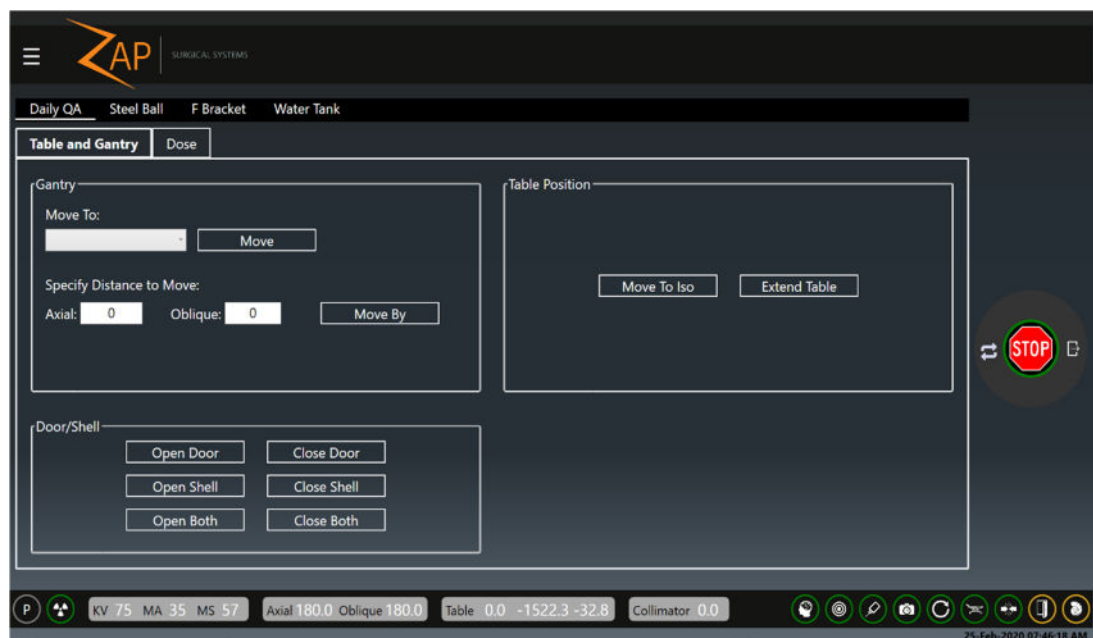 ZAP SURGICAL SYSTEMS
Daily QA Steel Ball F Bracket Water Tank
Table and Gantry Dose
Gantry
Move To:
Move
Specify Distance to Move:
Axial: 0 Oblique: 0 Move By
Table Position
Move To Iso Extend Table
STOP
Door/Shell
Open Door Close Door
Open Shell Close Shell
Open Both Close Both
P KV 75 MA 35 MS 57 Axial 180.0 Oblique 180.0 Table 0.0 -1522.3 -32.8 Collimator 0.0
25-Feb-2020 07:46:18 AM